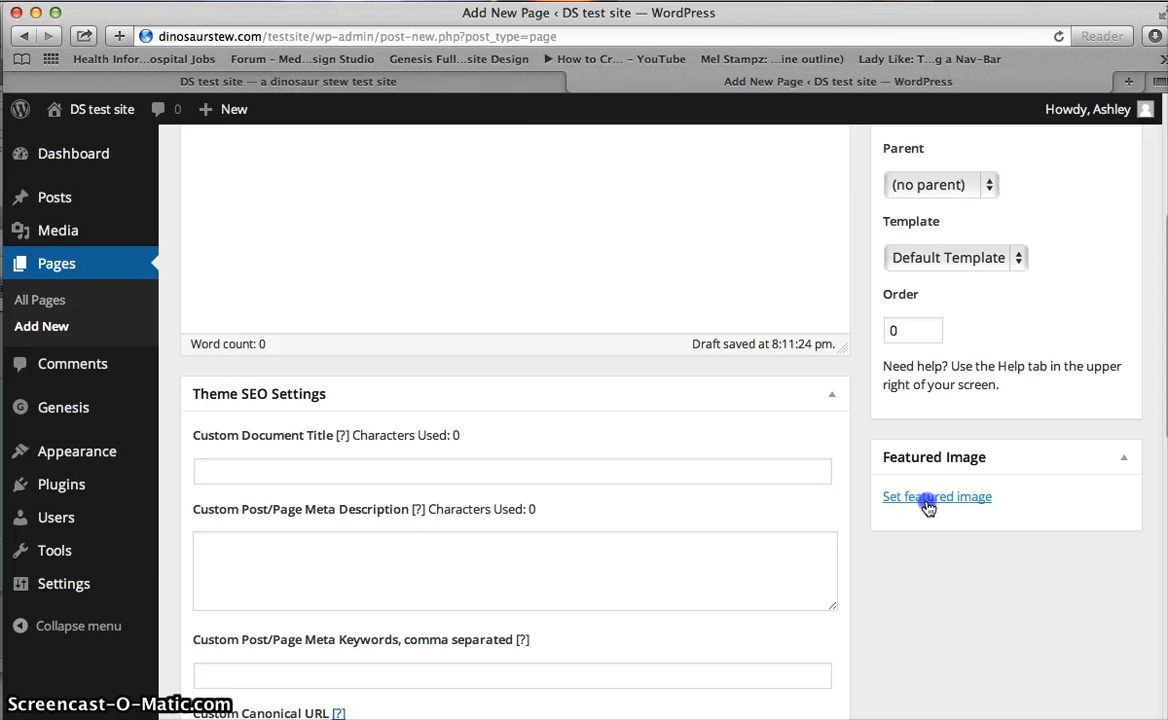 Add New Page ‹ DS test site — WordPress
dinosaurstew.com/testsite/wp-admin/post-new.php?post_type=page
Reader
Health Infor...ospital Jobs
Forum - Med...sign Studio
Genesis Full...site Design
▶ How to Cr... - YouTube
Mel Stampz: ...ine outline)
Lady Like: T...g a Nav-Bar
DS test site — a dinosaur stew test site
Add New Page ‹ DS test site — WordPress
DS test site
0
+ New
Howdy, Ashley
Dashboard
Posts
Media
Pages
All Pages
Add New
Comments
Genesis
Appearance
Plugins
Users
Tools
Settings
Collapse menu
Word count: 0
Draft saved at 8:11:24 pm.
Theme SEO Settings
Custom Document Title [?] Characters Used: 0
Custom Post/Page Meta Description [?] Characters Used: 0
Custom Post/Page Meta Keywords, comma separated [?]
Custom Canonical URL [?]
Parent
(no parent)
Template
Default Template
Order
0
Need help? Use the Help tab in the upper
right of your screen.
Featured Image
Set featured image
Screencast-O-Matic.com